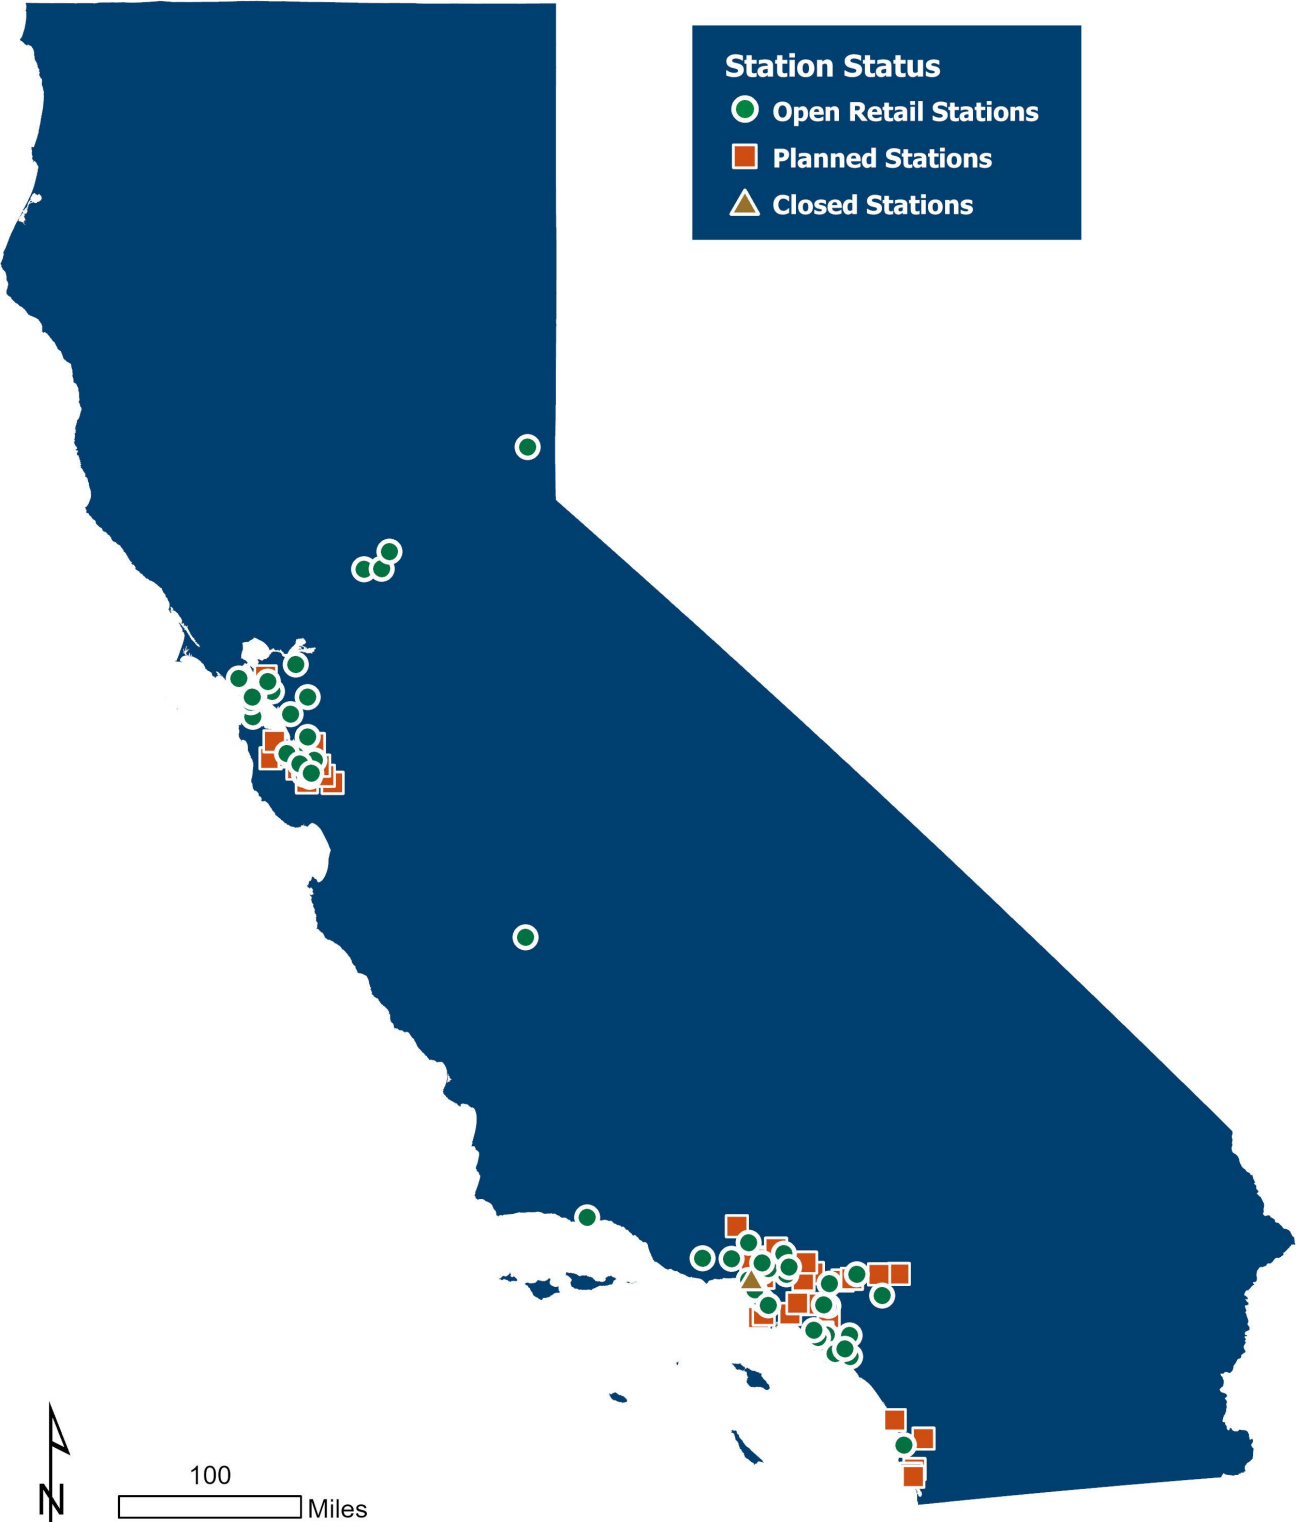 Station Status
Open Retail Stations
Planned Stations
Closed Stations
100
Miles
N